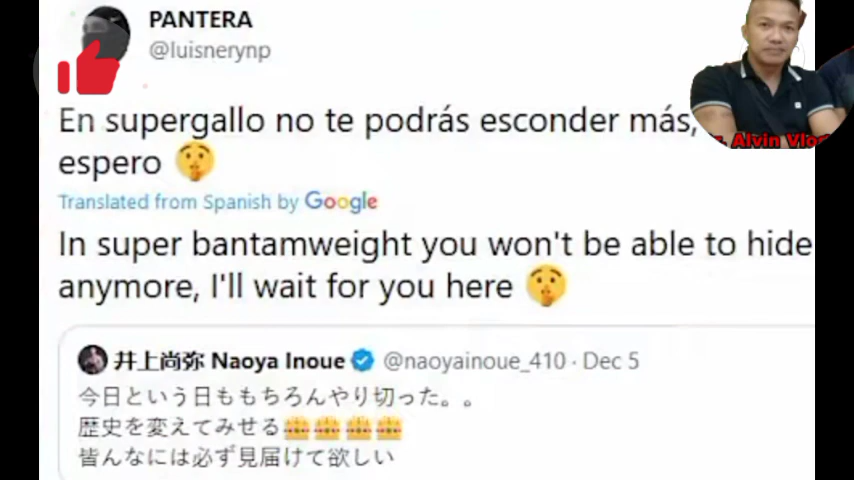 PANTERA
@luisnerynp
En supergallo no te podrás esconder más,
espero 🤫
Translated from Spanish by Google
In super bantamweight you won't be able to hide
anymore, I'll wait for you here 🤫
井上尚弥 Naoya Inoue @naoyainoue_410 · Dec 5
今日という日ももちろんやり切った。。
歴史を変えてみせる👑👑👑👑
皆んなには必ず見届けて欲しい
Alvin Vlo